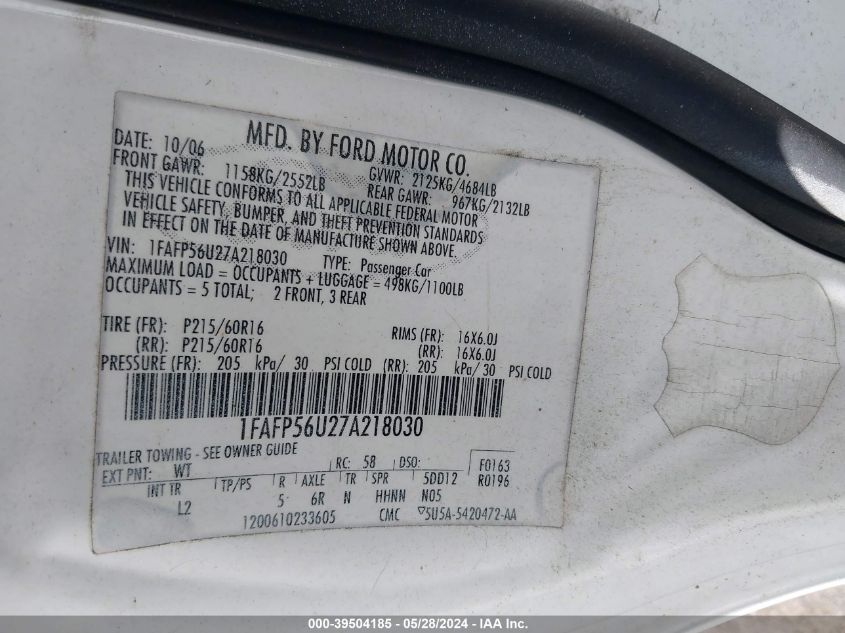 MFD. BY FORD MOTOR CO.
DATE: 10/06 GVWR: 2125KG/4684LB
FRONT GAWR: 1158KG/2552LB REAR GAWR: 967KG/2132LB
THIS VEHICLE CONFORMS TO ALL APPLICABLE FEDERAL MOTOR
VEHICLE SAFETY, BUMPER, AND THEFT PREVENTION STANDARDS
IN EFFECT ON THE DATE OF MANUFACTURE SHOWN ABOVE.
VIN: 1FAFP56U27A218030 TYPE: Passenger Car
MAXIMUM LOAD = OCCUPANTS + LUGGAGE = 498KG/1100LB
OCCUPANTS = 5 TOTAL; 2 FRONT, 3 REAR
TIRE (FR): P215/60R16 RIMS (FR): 16X6.0J
(RR): P215/60R16 (RR): 16X6.0J
PRESSURE (FR): 205 kPa/ 30 PSI COLD (RR): 205 kPa/ 30 PSI COLD
1FAFP56U27A218030
TRAILER TOWING - SEE OWNER GUIDE
EXT PNT: WT RC: 58 DSO: F0163
INT TR TP/PS R AXLE TR SPR 5DD12 R0196
L2 5 6R N HHNN N05
1200610233605 CMC ▽5U5A-5420472-AA
000-39504185 - 05/28/2024 - IAA Inc.